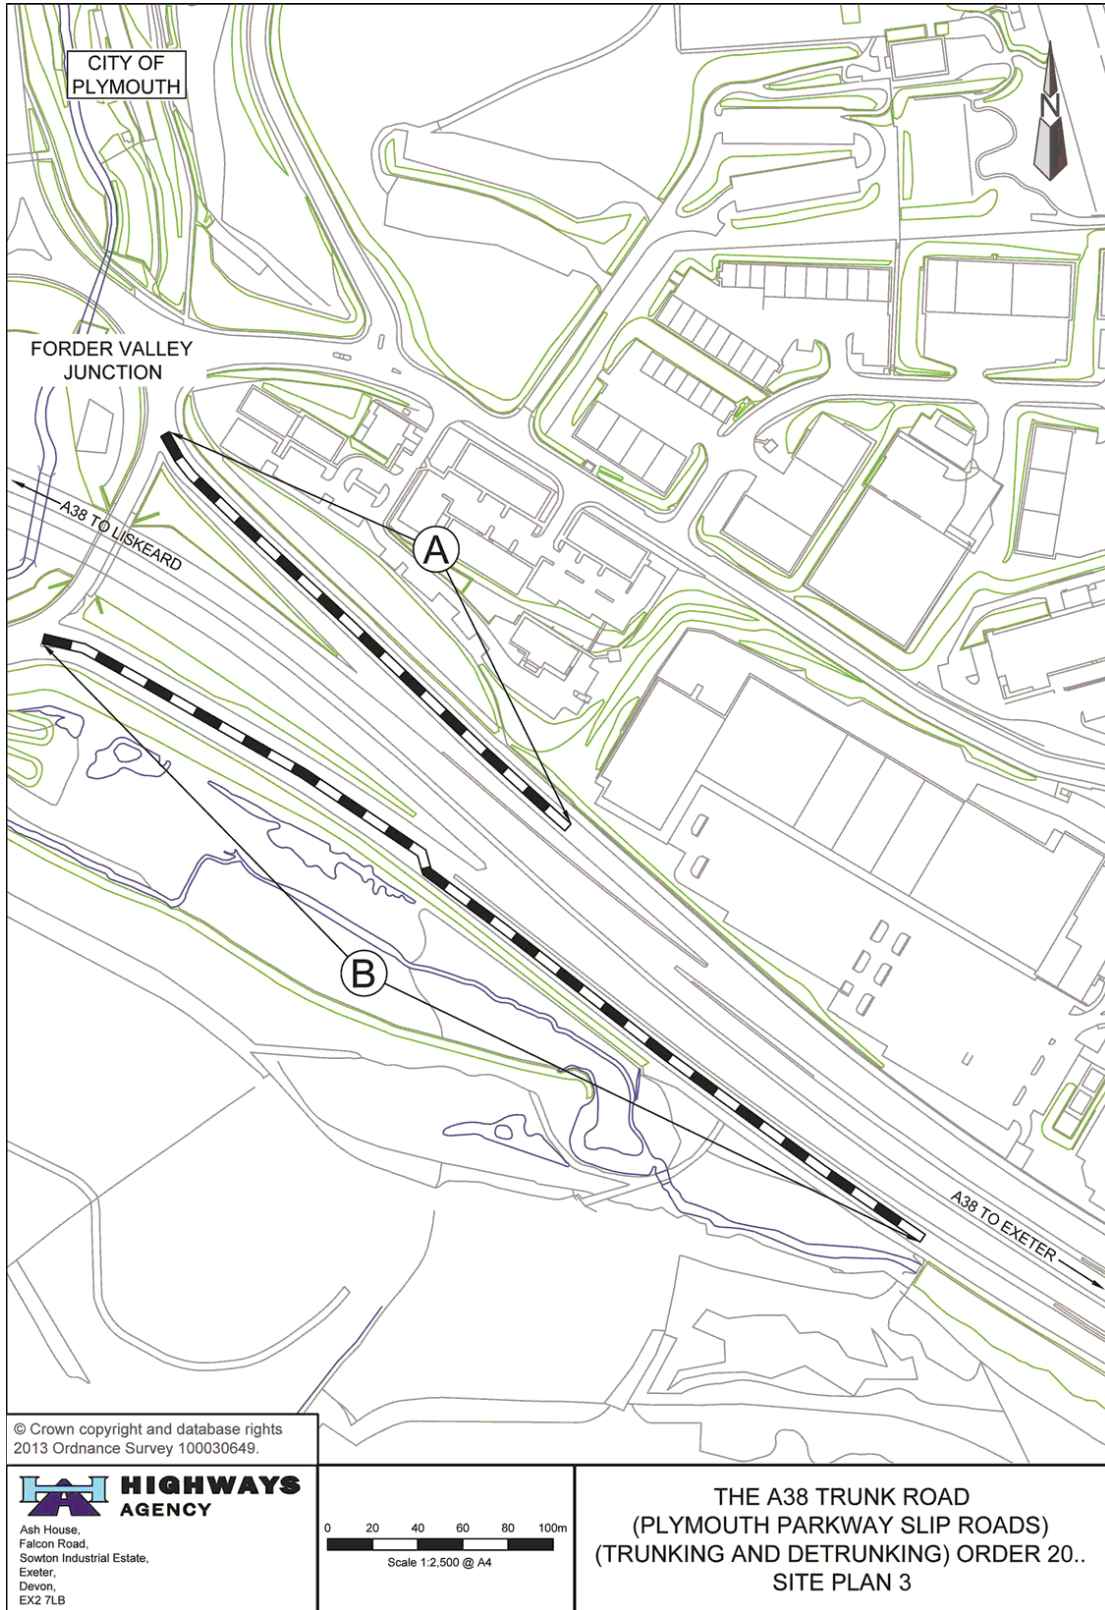 CITY OF
PLYMOUTH
N
FORDER VALLEY
JUNCTION
A38 TO LISKEARD
A
B
A38 TO EXETER
© Crown copyright and database rights
2013 Ordnance Survey 100030649.
HIGHWAYS
AGENCY
Ash House,
Falcon Road,
Sowton Industrial Estate,
Exeter,
Devon,
EX2 7LB
0 20 40 60 80 100m
Scale 1:2,500 @ A4
THE A38 TRUNK ROAD
(PLYMOUTH PARKWAY SLIP ROADS)
(TRUNKING AND DETRUNKING) ORDER 20..
SITE PLAN 3